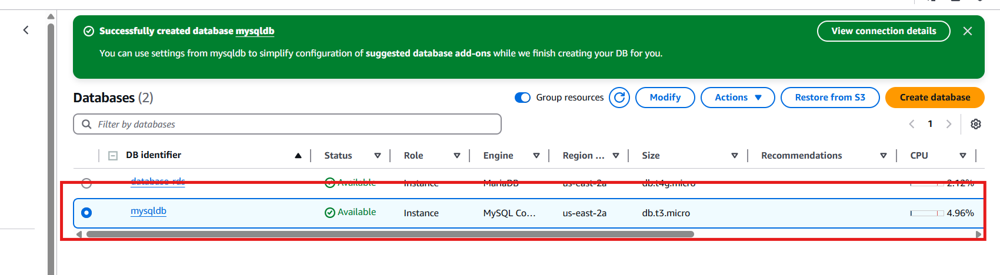 Successfully created database mysqldb
View connection details
You can use settings from mysqldb to simplify configuration of suggested database add-ons while we finish creating your DB for you.
Databases (2)
Group resources
Modify
Actions
Restore from S3
Create database
Filter by databases
1
DB identifier Status Role Engine Region ... Size Recommendations CPU
database-rds Available Instance MariaDB us-east-2a db.t4g.micro 2.12%
mysqldb Available Instance MySQL Co... us-east-2a db.t3.micro 4.96%